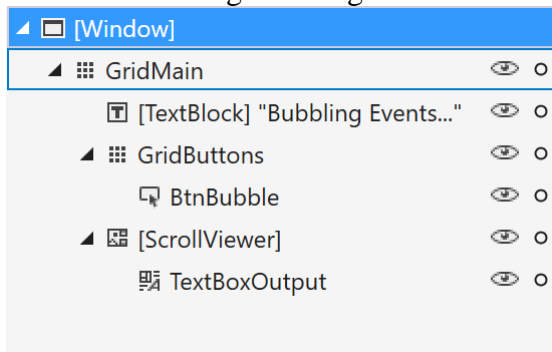 [Window]
GridMain
[TextBlock] "Bubbling Events..."
GridButtons
BtnBubble
[ScrollViewer]
TextBoxOutput